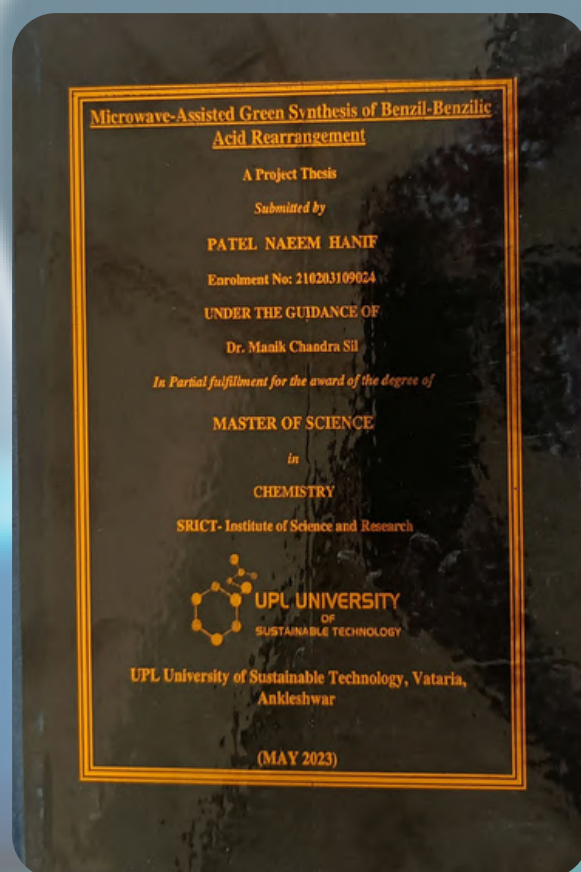 Microwave-Assisted Green Synthesis of Benzil-Benzilic
Acid Rearrangement
A Project Thesis
Submitted by
PATEL NAEEM HANIF
Enrolment No: 210203109024
UNDER THE GUIDANCE OF
Dr. Manik Chandra Sil
In Partial fulfillment for the award of the degree of
MASTER OF SCIENCE
in
CHEMISTRY
SRICT- Institute of Science and Research
UPL UNIVERSITY
OF
SUSTAINABLE TECHNOLOGY
UPL University of Sustainable Technology, Vataria,
Ankleshwar
(MAY 2023)